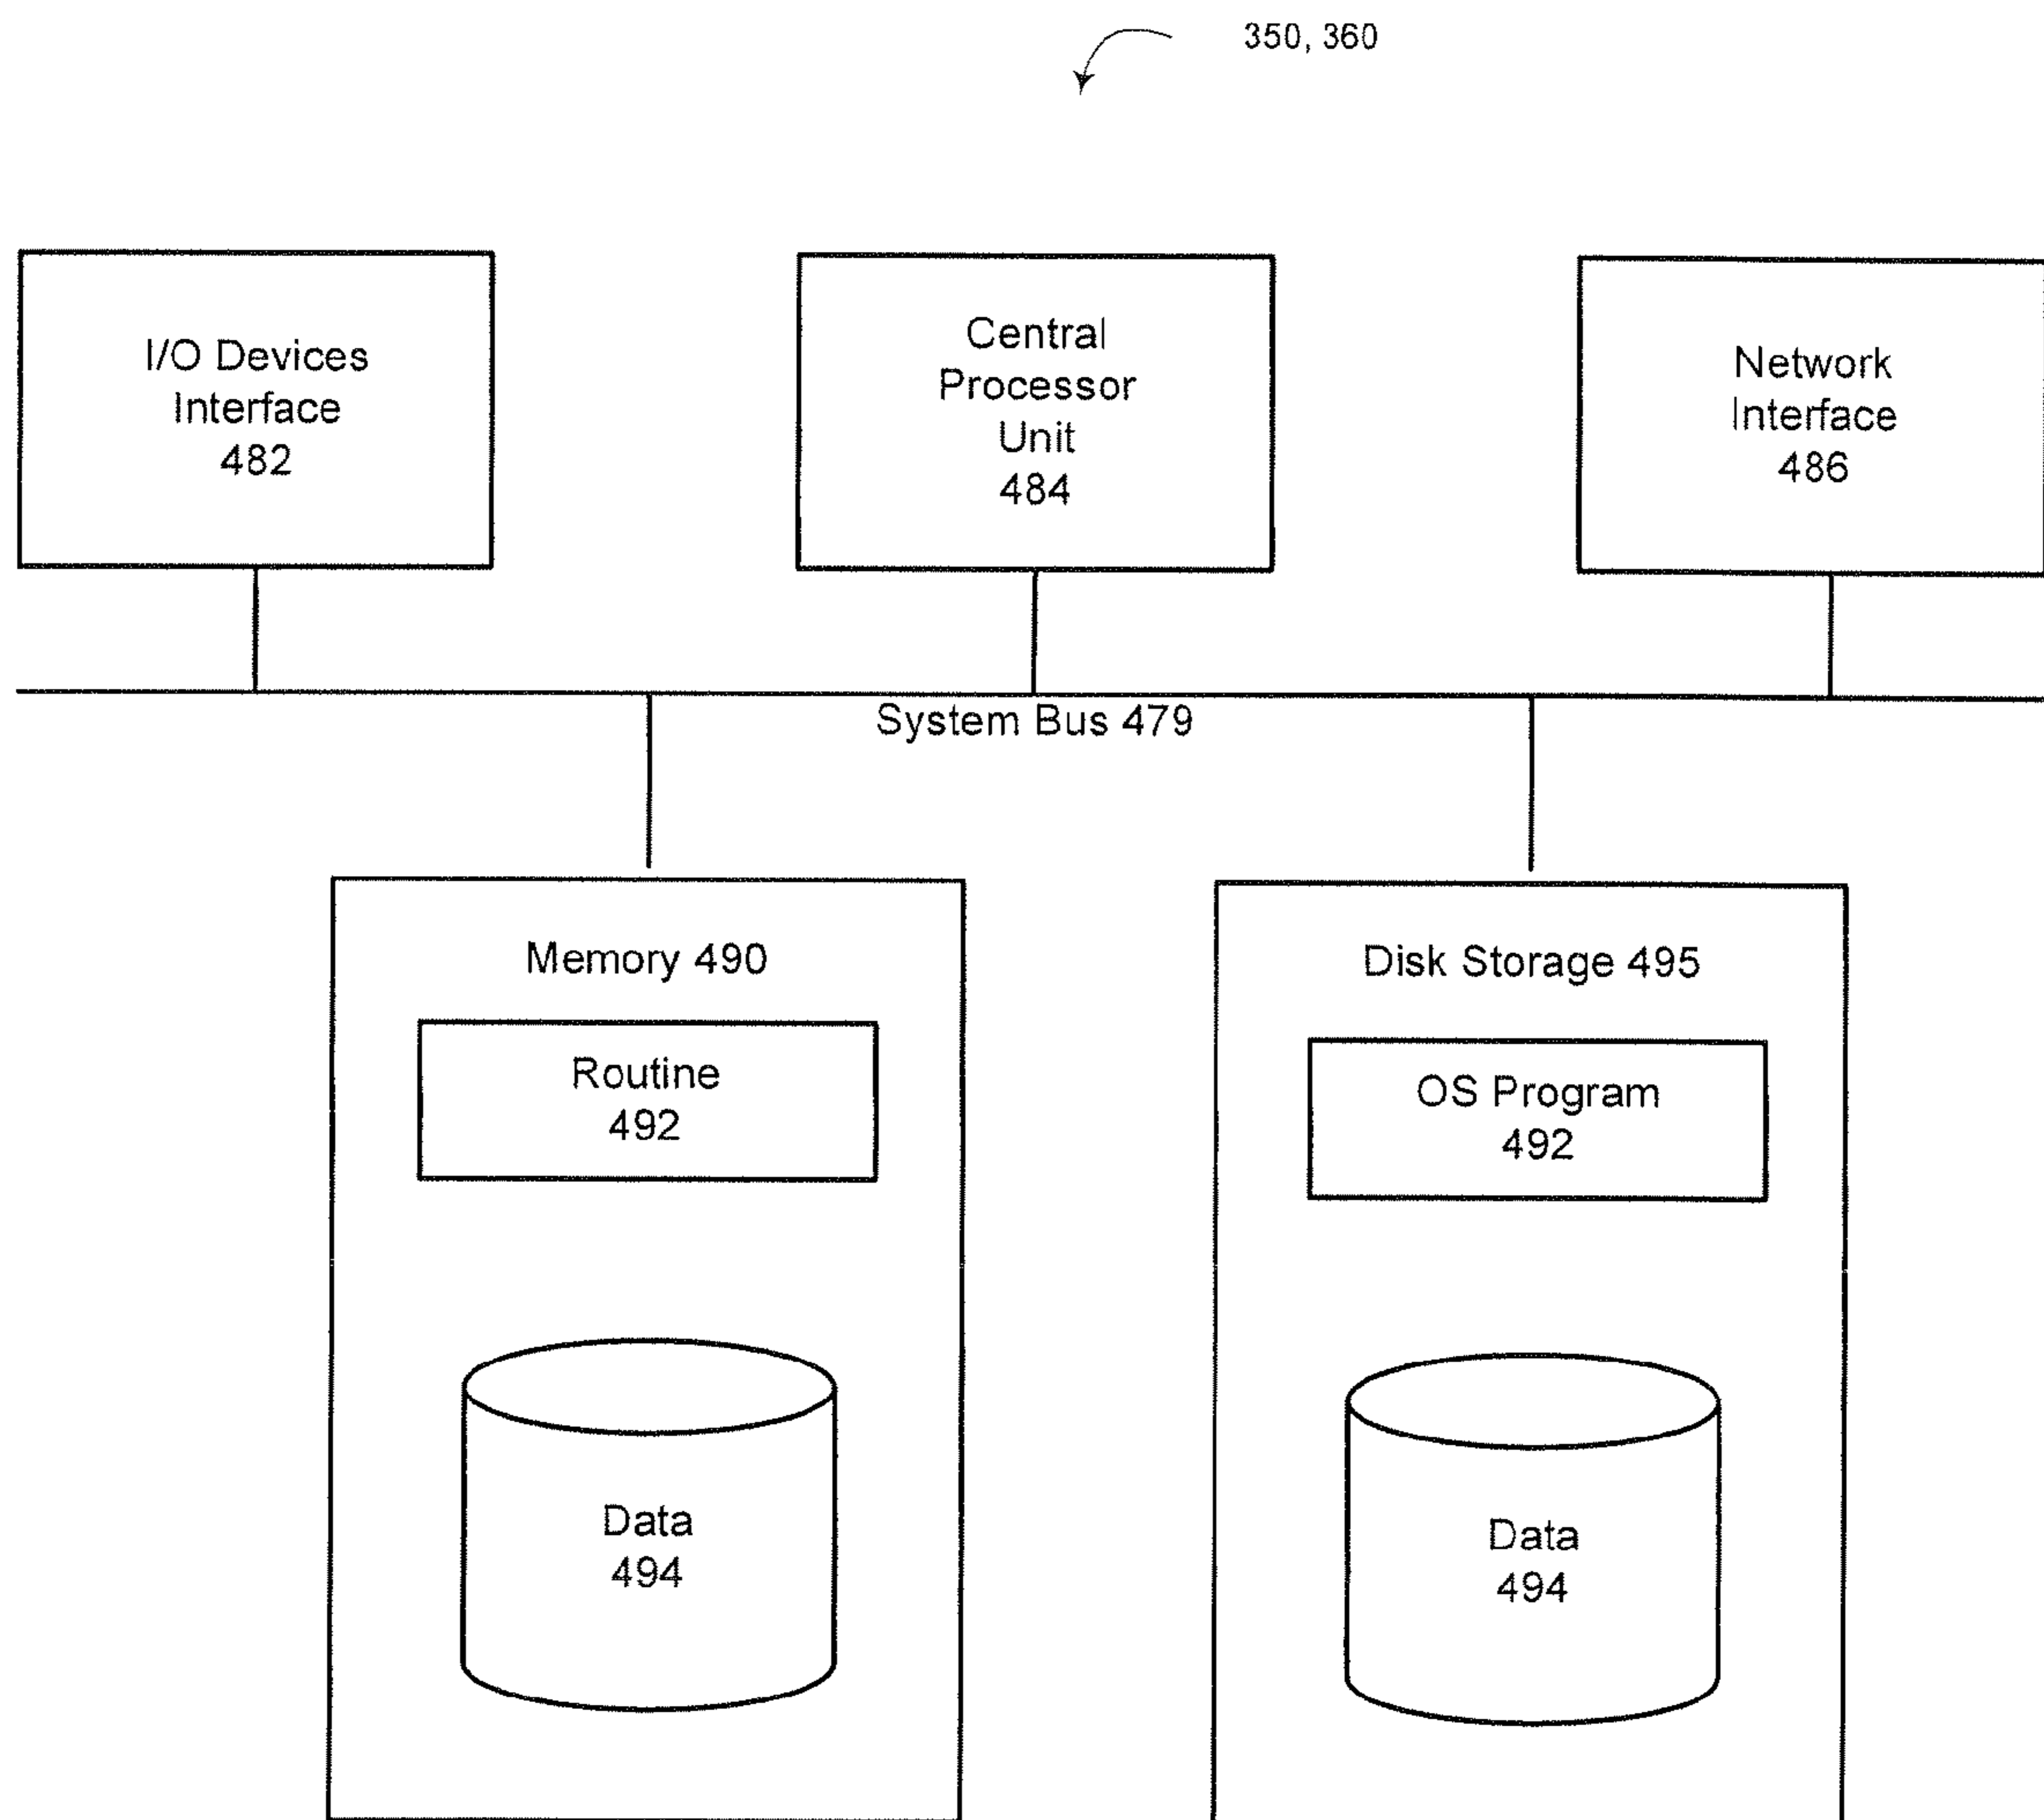 350, 360
I/O Devices
Interface
482
Central
Processor
Unit
484
Network
Interface
486
System Bus 479
Memory 490
Routine
492
Data
494
Disk Storage 495
OS Program
492
Data
494